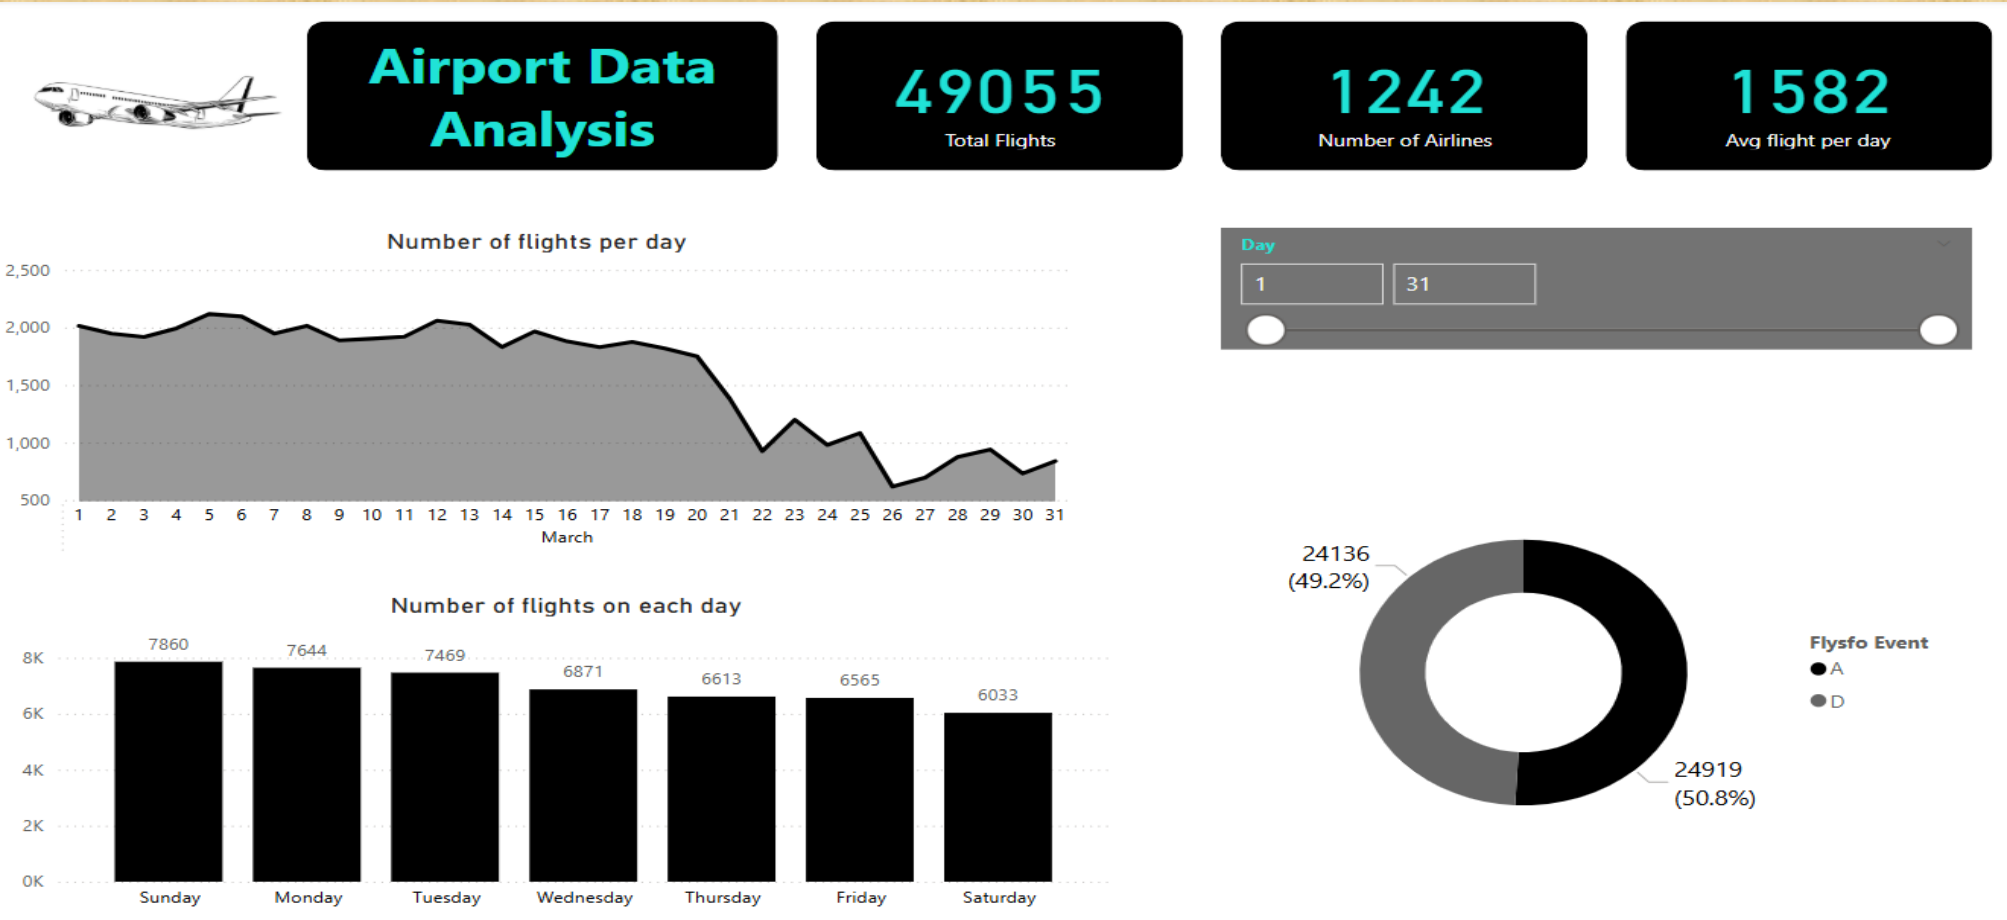 Airport Data
Analysis
49055
Total Flights
1242
Number of Airlines
1582
Avg flight per day
Number of flights per day
2,500
2,000
1,500
1,000
500
1 2 3 4 5 6 7 8 9 10 11 12 13 14 15 16 17 18 19 20 21 22 23 24 25 26 27 28 29 30 31
March
Day
1 31
Number of flights on each day
8K
6K
4K
2K
0K
7860 7644 7469 6871 6613 6565 6033
Sunday Monday Tuesday Wednesday Thursday Friday Saturday
24136
(49.2%)
24919
(50.8%)
Flysfo Event
A
D